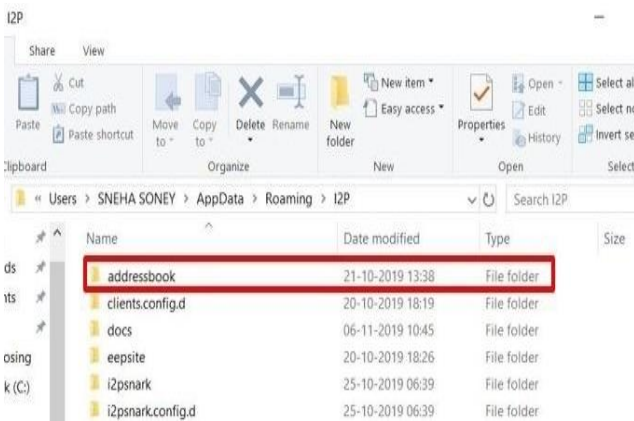 I2P
Share View
Paste
Cut
Copy path
Paste shortcut
Move to
Copy to
Delete
Rename
New folder
New item
Easy access
Properties
Open
Edit
History
Select al
Select no
Invert se
Clipboard
Organize
New
Open
Select
« Users > SNEHA SONEY > AppData > Roaming > I2P
Search I2P
Name Date modified Type Size
addressbook 21-10-2019 13:38 File folder
clients.config.d 20-10-2019 18:19 File folder
docs 06-11-2019 10:45 File folder
eepsite 20-10-2019 18:26 File folder
i2psnark 25-10-2019 06:39 File folder
i2psnark.config.d 25-10-2019 06:39 File folder
ds
nts
osing
k (C:)